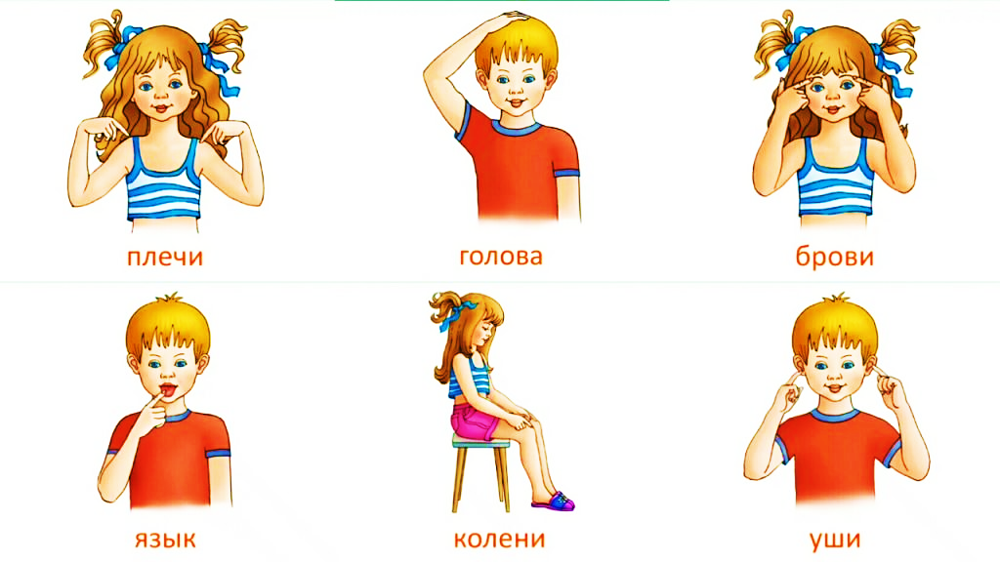 плечи
голова
брови
язык
колени
уши